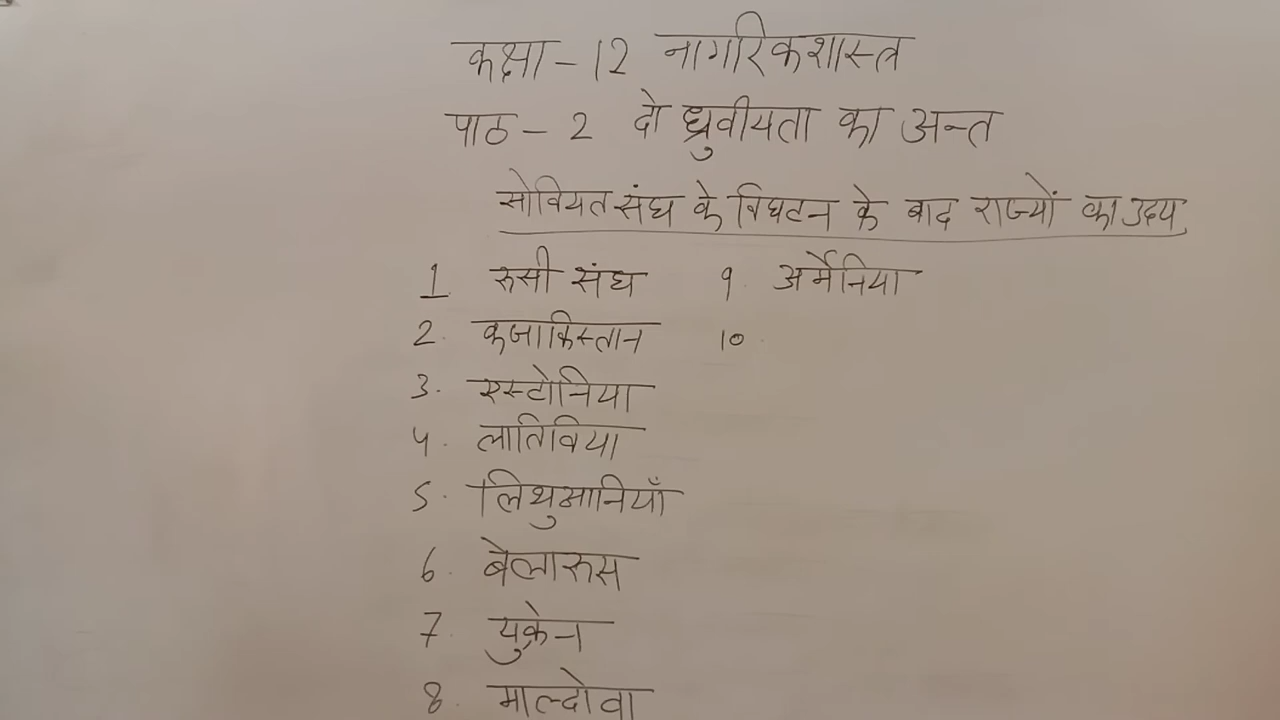 कक्षा - 12 नागरिकशास्त्र
पाठ - 2 दो ध्रुवीयता का अन्त
सोवियत संघ के विघटन के बाद राज्यों का उदय
1 रुसी संघ 9. अर्मेनिया
2. कजाकिस्तान 10.
3. एस्टोनिया
4. लातिविया
5. लिथुआनियाँ
6. बेलारुस
7. युक्रेन
8. माल्दोवा